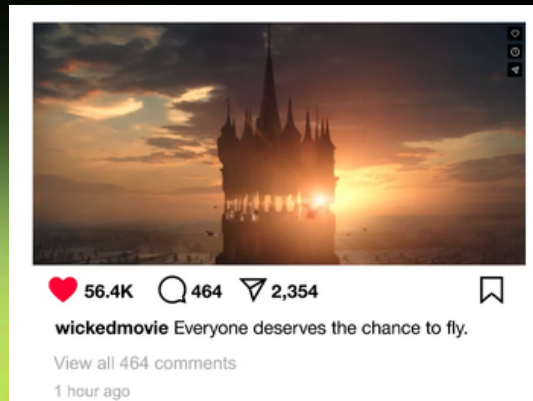 56.4K 464 2,354
wickedmovie Everyone deserves the chance to fly.
View all 464 comments
1 hour ago